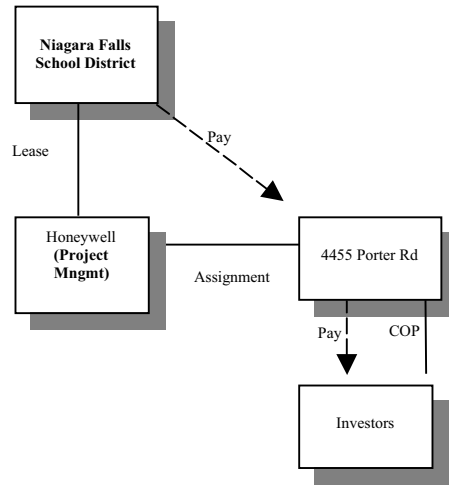 Niagara Falls
School District
Pay
Lease
Honeywell
(Project
Mngmt)
Assignment
4455 Porter Rd
Pay
COP
Investors